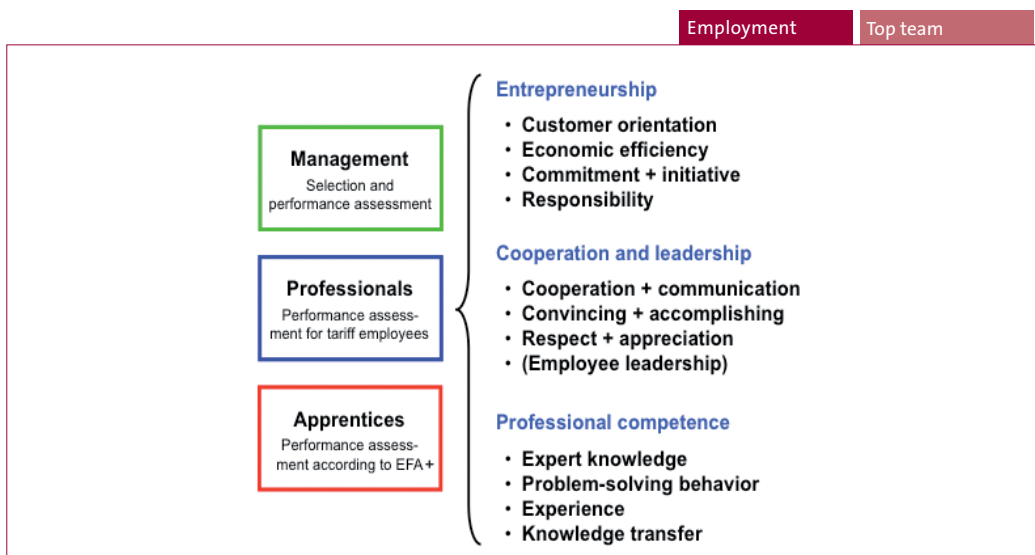 Employment
Top team
Management
Selection and
performance assessment
Professionals
Performance assess-
ment for tariff employees
Apprentices
Performance assess-
ment according to EFA+
Entrepreneurship
• Customer orientation
• Economic efficiency
• Commitment + initiative
• Responsibility
Cooperation and leadership
• Cooperation + communication
• Convincing + accomplishing
• Respect + appreciation
• (Employee leadership)
Professional competence
• Expert knowledge
• Problem-solving behavior
• Experience
• Knowledge transfer